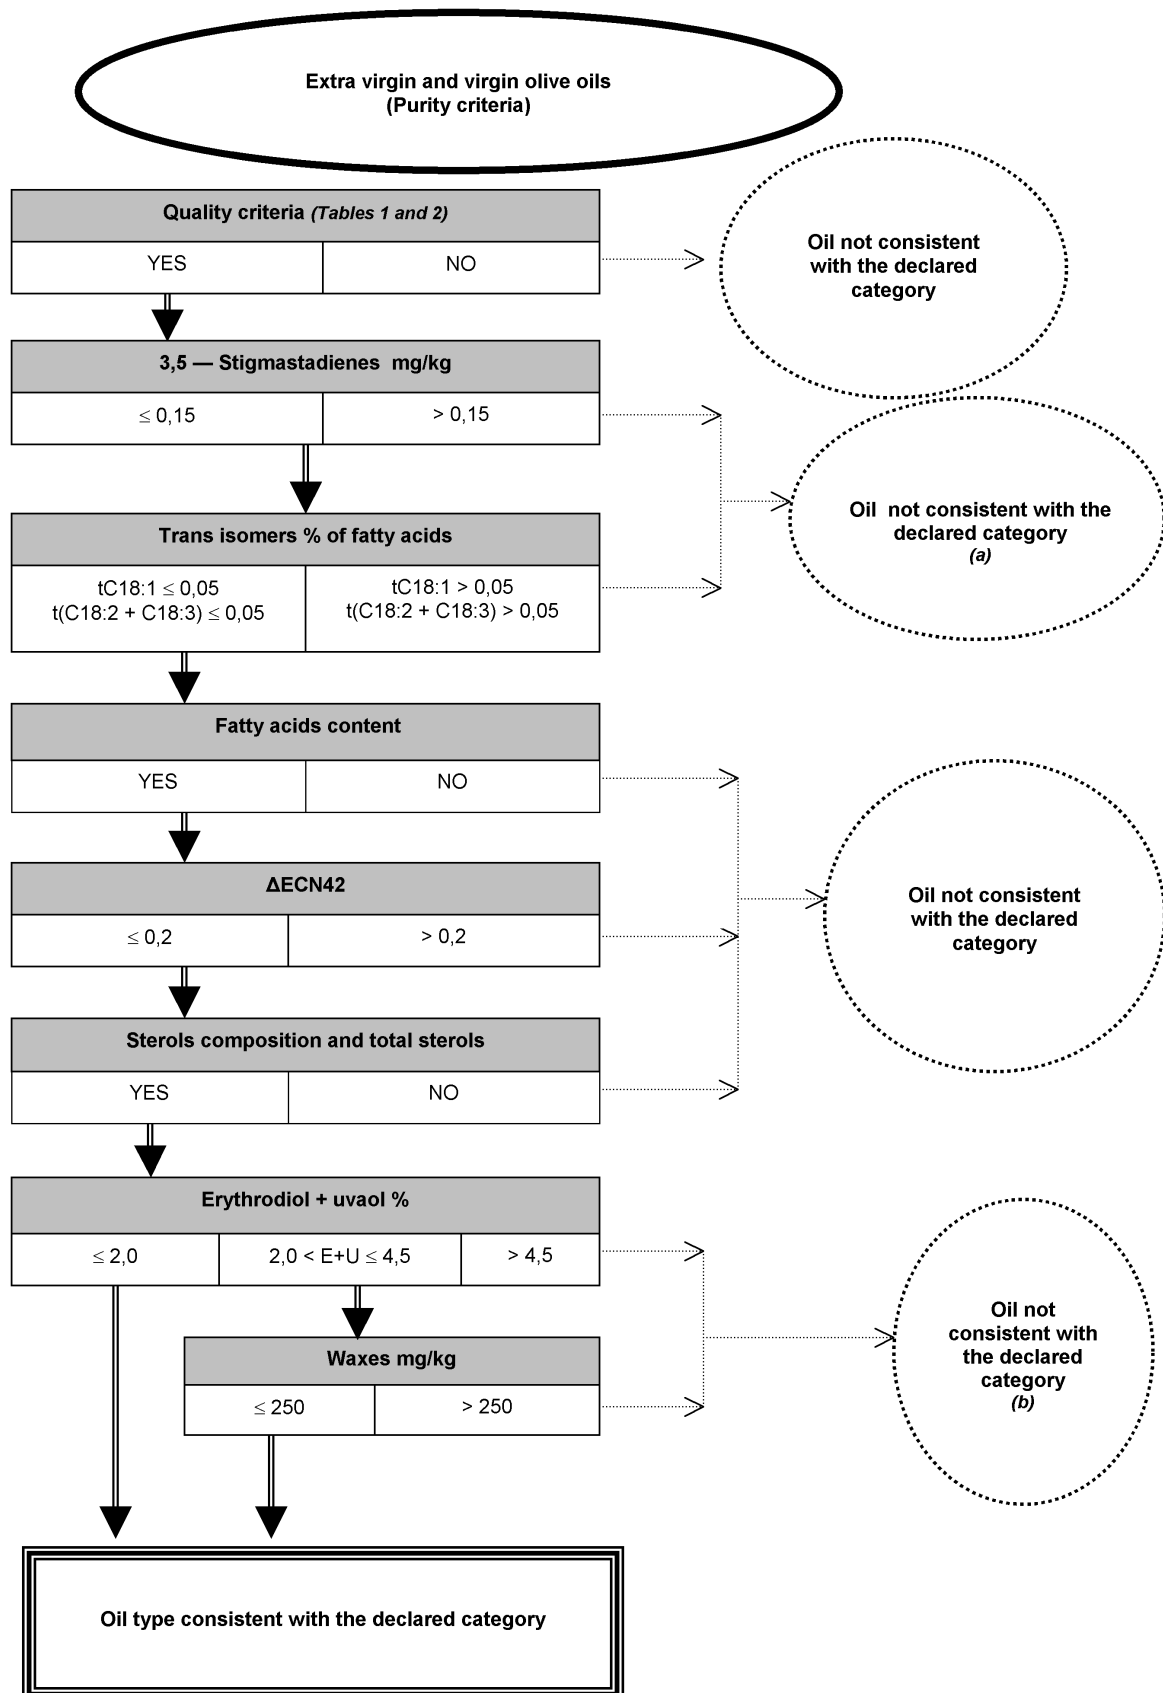 Extra virgin and virgin olive oils
(Purity criteria)
Quality criteria (Tables 1 and 2)
YES
NO
Oil not consistent
with the declared
category
3,5 — Stigmastadienes mg/kg
≤ 0,15
> 0,15
Oil not consistent with the
declared category
(a)
Trans isomers % of fatty acids
tC18:1 ≤ 0,05
t(C18:2 + C18:3) ≤ 0,05
tC18:1 > 0,05
t(C18:2 + C18:3) > 0,05
Fatty acids content
YES
NO
ΔECN42
≤ 0,2
> 0,2
Oil not consistent
with the declared
category
Sterols composition and total sterols
YES
NO
Erythrodiol + uvaol %
≤ 2,0
2,0 < E+U ≤ 4,5
> 4,5
Waxes mg/kg
≤ 250
> 250
Oil not
consistent with
the declared
category
(b)
Oil type consistent with the declared category